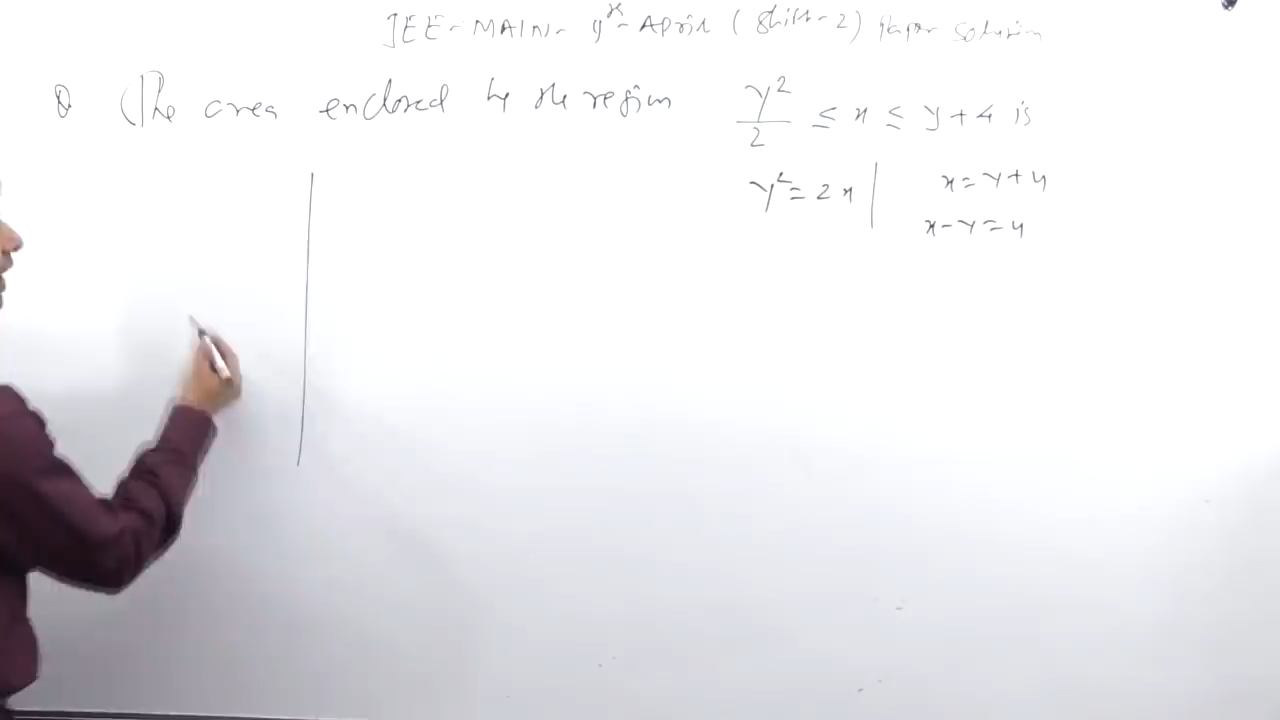 JEE-MAIN- 9th- April (Shift-2) Paper solution
Q (The area enclosed by the region y²/2 ≤ x ≤ y+4 is
y² = 2x | x = y+4
x-y = 4